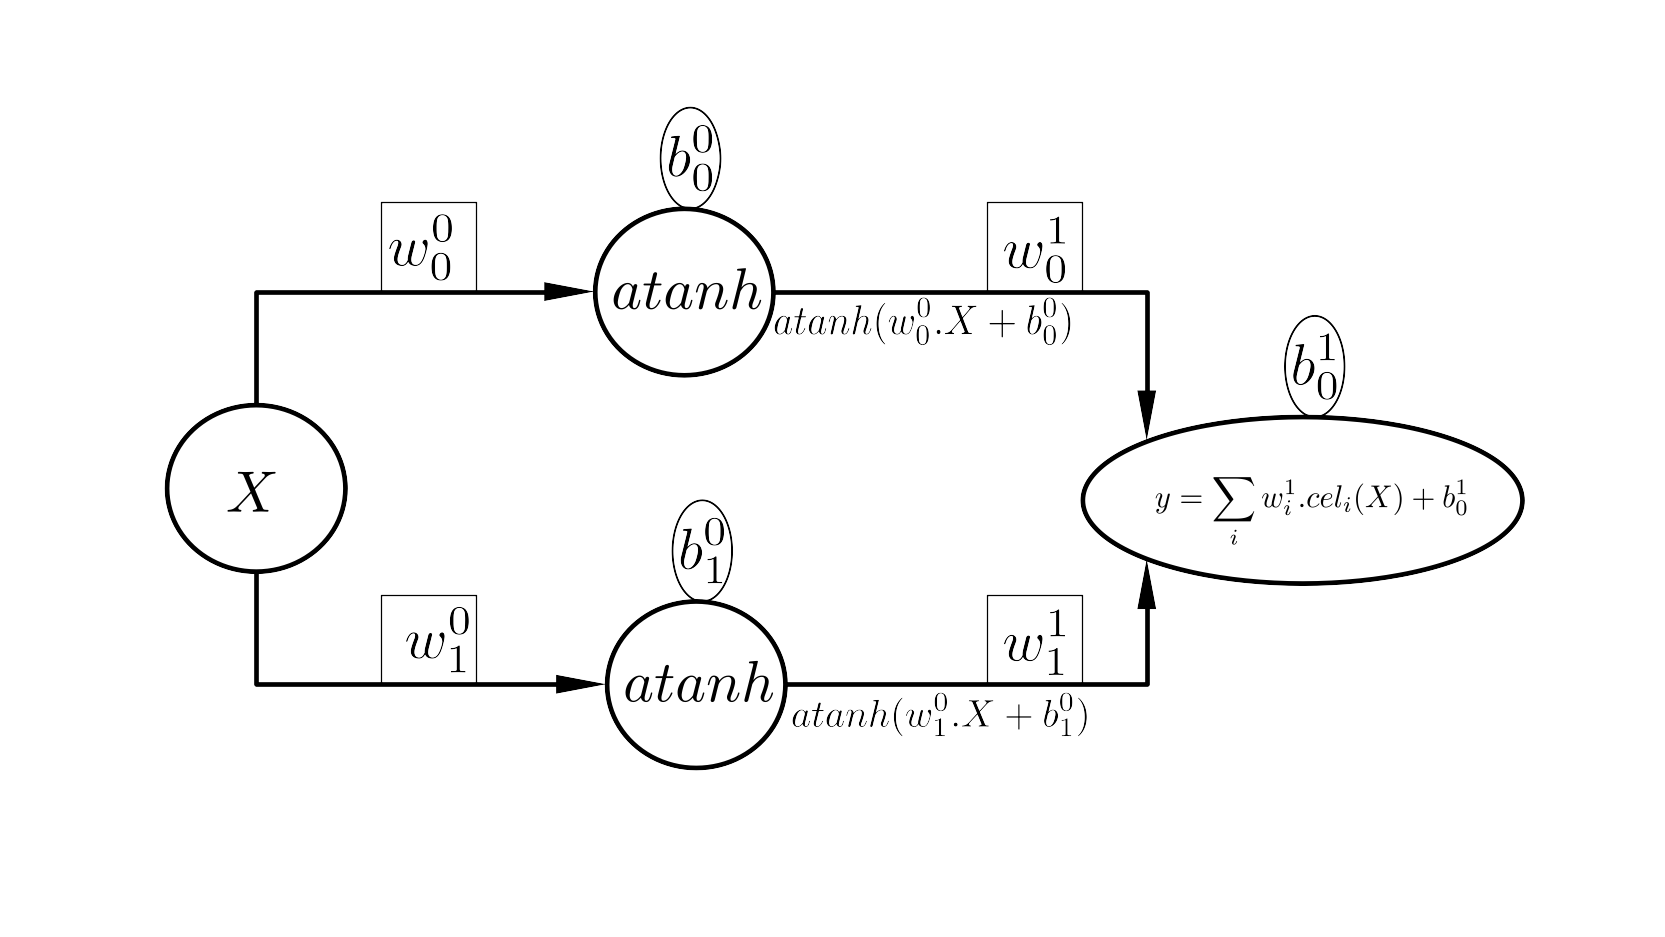 b_0^0
w_0^0
w_0^1
atanh
atanh(w_0^0.X + b_0^0)
b_0^1
X
y = \sum_i w_i^1.cel_i(X) + b_0^1
b_1^0
w_1^0
w_1^1
atanh
atanh(w_1^0.X + b_1^0)